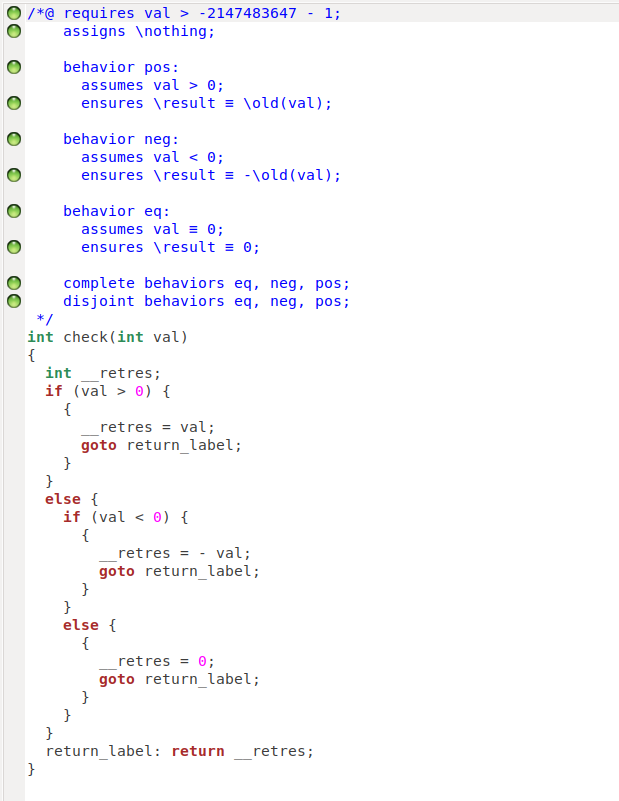 /*@ requires val > -2147483647 - 1;
    assigns \nothing;

    behavior pos:
      assumes val > 0;
      ensures \result ≡ \old(val);

    behavior neg:
      assumes val < 0;
      ensures \result ≡ -\old(val);

    behavior eq:
      assumes val ≡ 0;
      ensures \result ≡ 0;

    complete behaviors eq, neg, pos;
    disjoint behaviors eq, neg, pos;
 */
int check(int val)
{
  int __retres;
  if (val > 0) {
    {
      __retres = val;
      goto return_label;
    }
  }
  else {
    if (val < 0) {
      {
        __retres = - val;
        goto return_label;
      }
    }
    else {
      {
        __retres = 0;
        goto return_label;
      }
    }
  }
  return_label: return __retres;
}